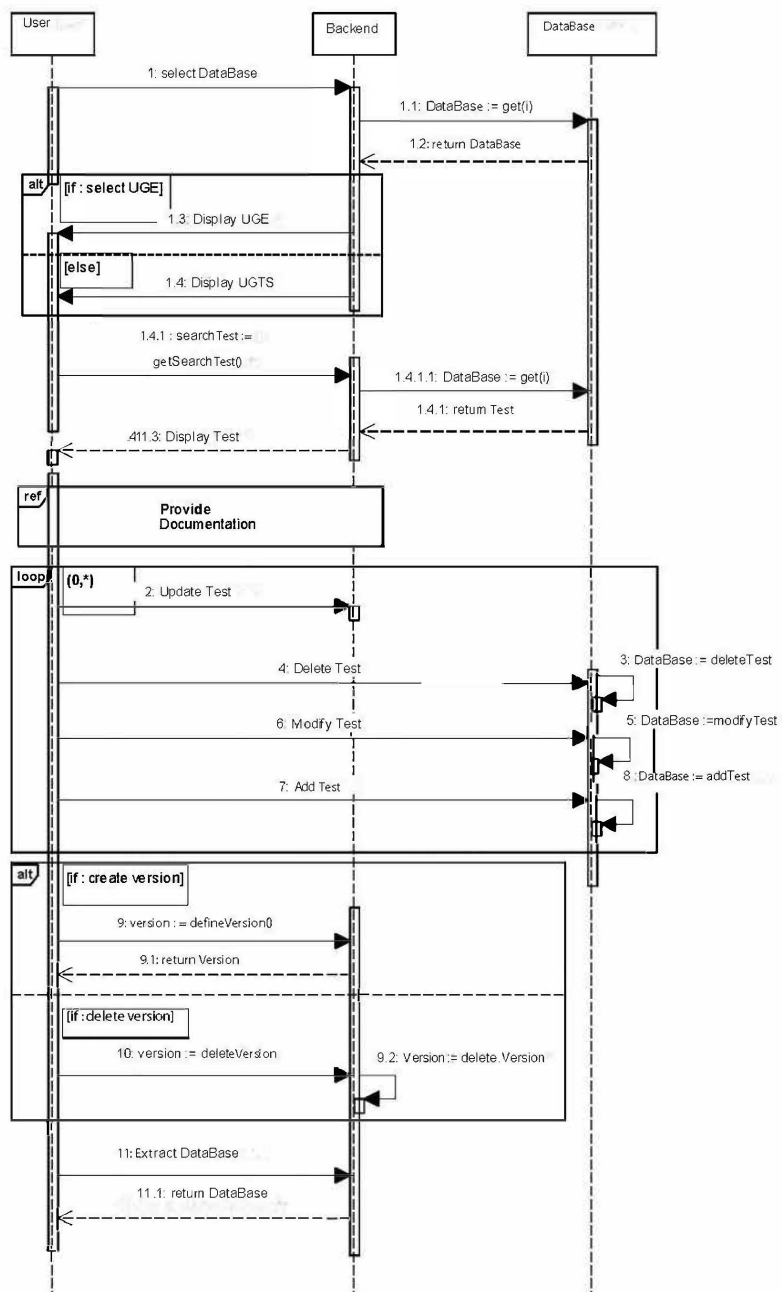 User
Backend
DataBase
1: select DataBase
1.1: DataBase := get(i)
1.2: return DataBase
alt
[if : select UGE]
1.3: Display UGE
[else]
1.4: Display UGTS
1.4.1 : searchTest :=
getSearchTest()
1.4.1.1: DataBase := get(i)
1.4.1: return Test
.411.3: Display Test
ref
Provide
Documentation
loop
(0,*)
2: Update Test
3: DataBase := deleteTest
4: Delete Test
5: DataBase :=modifyTest
6: Modify Test
8 :DataBase := addTest
7: Add Test
alt
[if : create version]
9: version : = defineVersion()
9.1: return Version
[if : delete version]
10: version := deleteVersion
9.2: Version := delete.Version
11: Extract DataBase
11.1: return DataBase